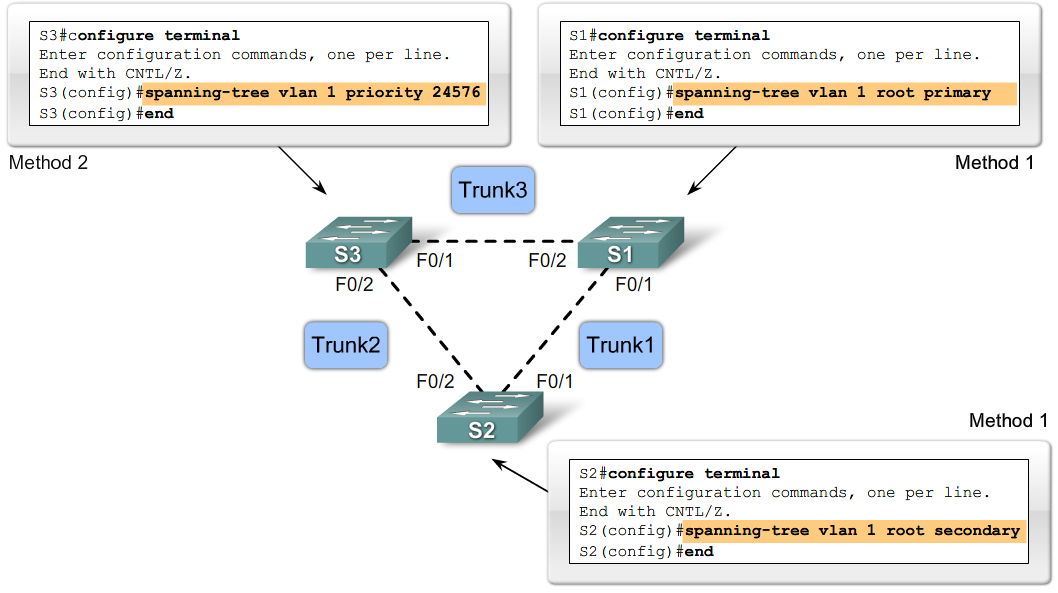 S3#configure terminal
Enter configuration commands, one per line.
End with CNTL/Z.
S3(config)#spanning-tree vlan 1 priority 24576
S3(config)#end
Method 2
S1#configure terminal
Enter configuration commands, one per line.
End with CNTL/Z.
S1(config)#spanning-tree vlan 1 root primary
S1(config)#end
Method 1
Trunk3
S3
F0/1
F0/2
S1
F0/2
F0/1
Trunk2
Trunk1
F0/2
F0/1
S2
Method 1
S2#configure terminal
Enter configuration commands, one per line.
End with CNTL/Z.
S2(config)#spanning-tree vlan 1 root secondary
S2(config)#end